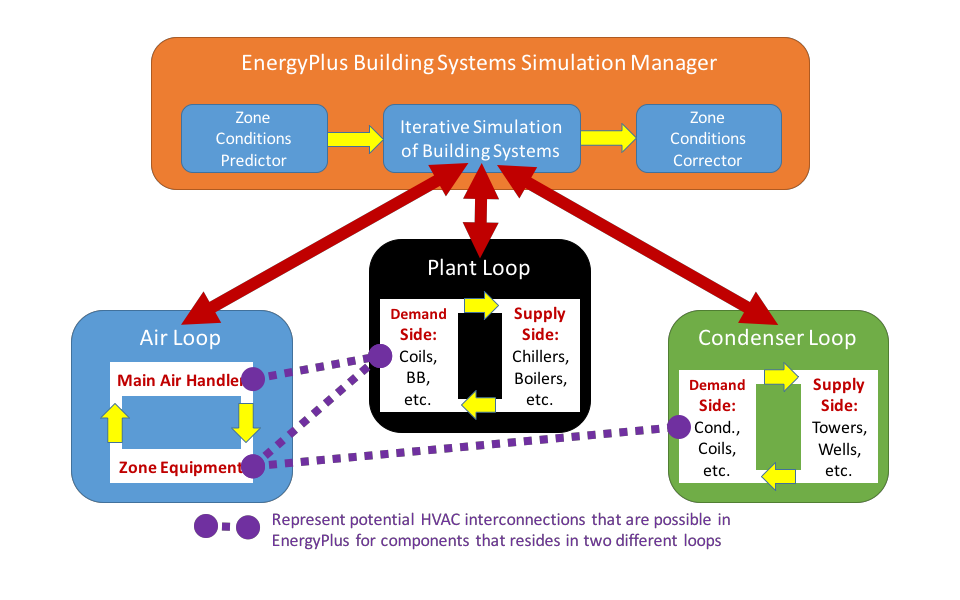 EnergyPlus Building Systems Simulation Manager
Zone
Conditions
Predictor
Iterative Simulation
of Building Systems
Zone
Conditions
Corrector
Plant Loop
Demand
Side:
Coils,
BB,
etc.
Supply
Side:
Chillers,
Boilers,
etc.
Air Loop
Main Air Handler
Zone Equipment
Condenser Loop
Demand
Side:
Cond.,
Coils,
etc.
Supply
Side:
Towers,
Wells,
etc.
Represent potential HVAC interconnections that are possible in
EnergyPlus for components that resides in two different loops